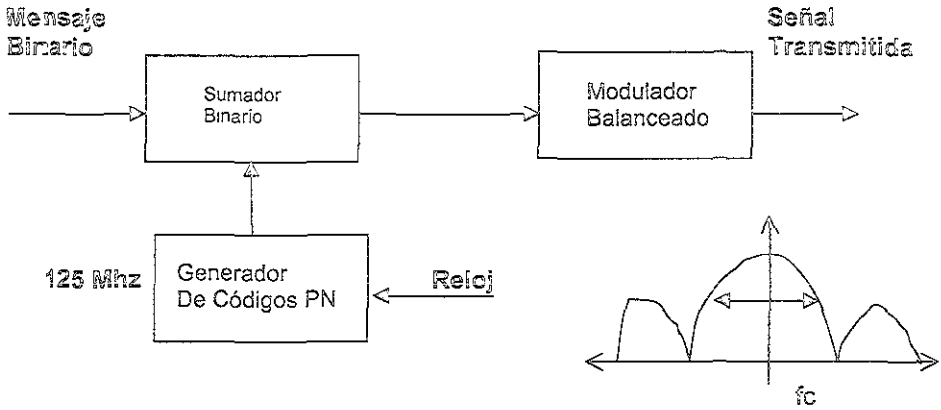 Mensaje
Binario
Señal
Transmitida
Sumador
Binario
Modulador
Balanceado
125 Mhz
Generador
De Códigos PN
Reloj
fc